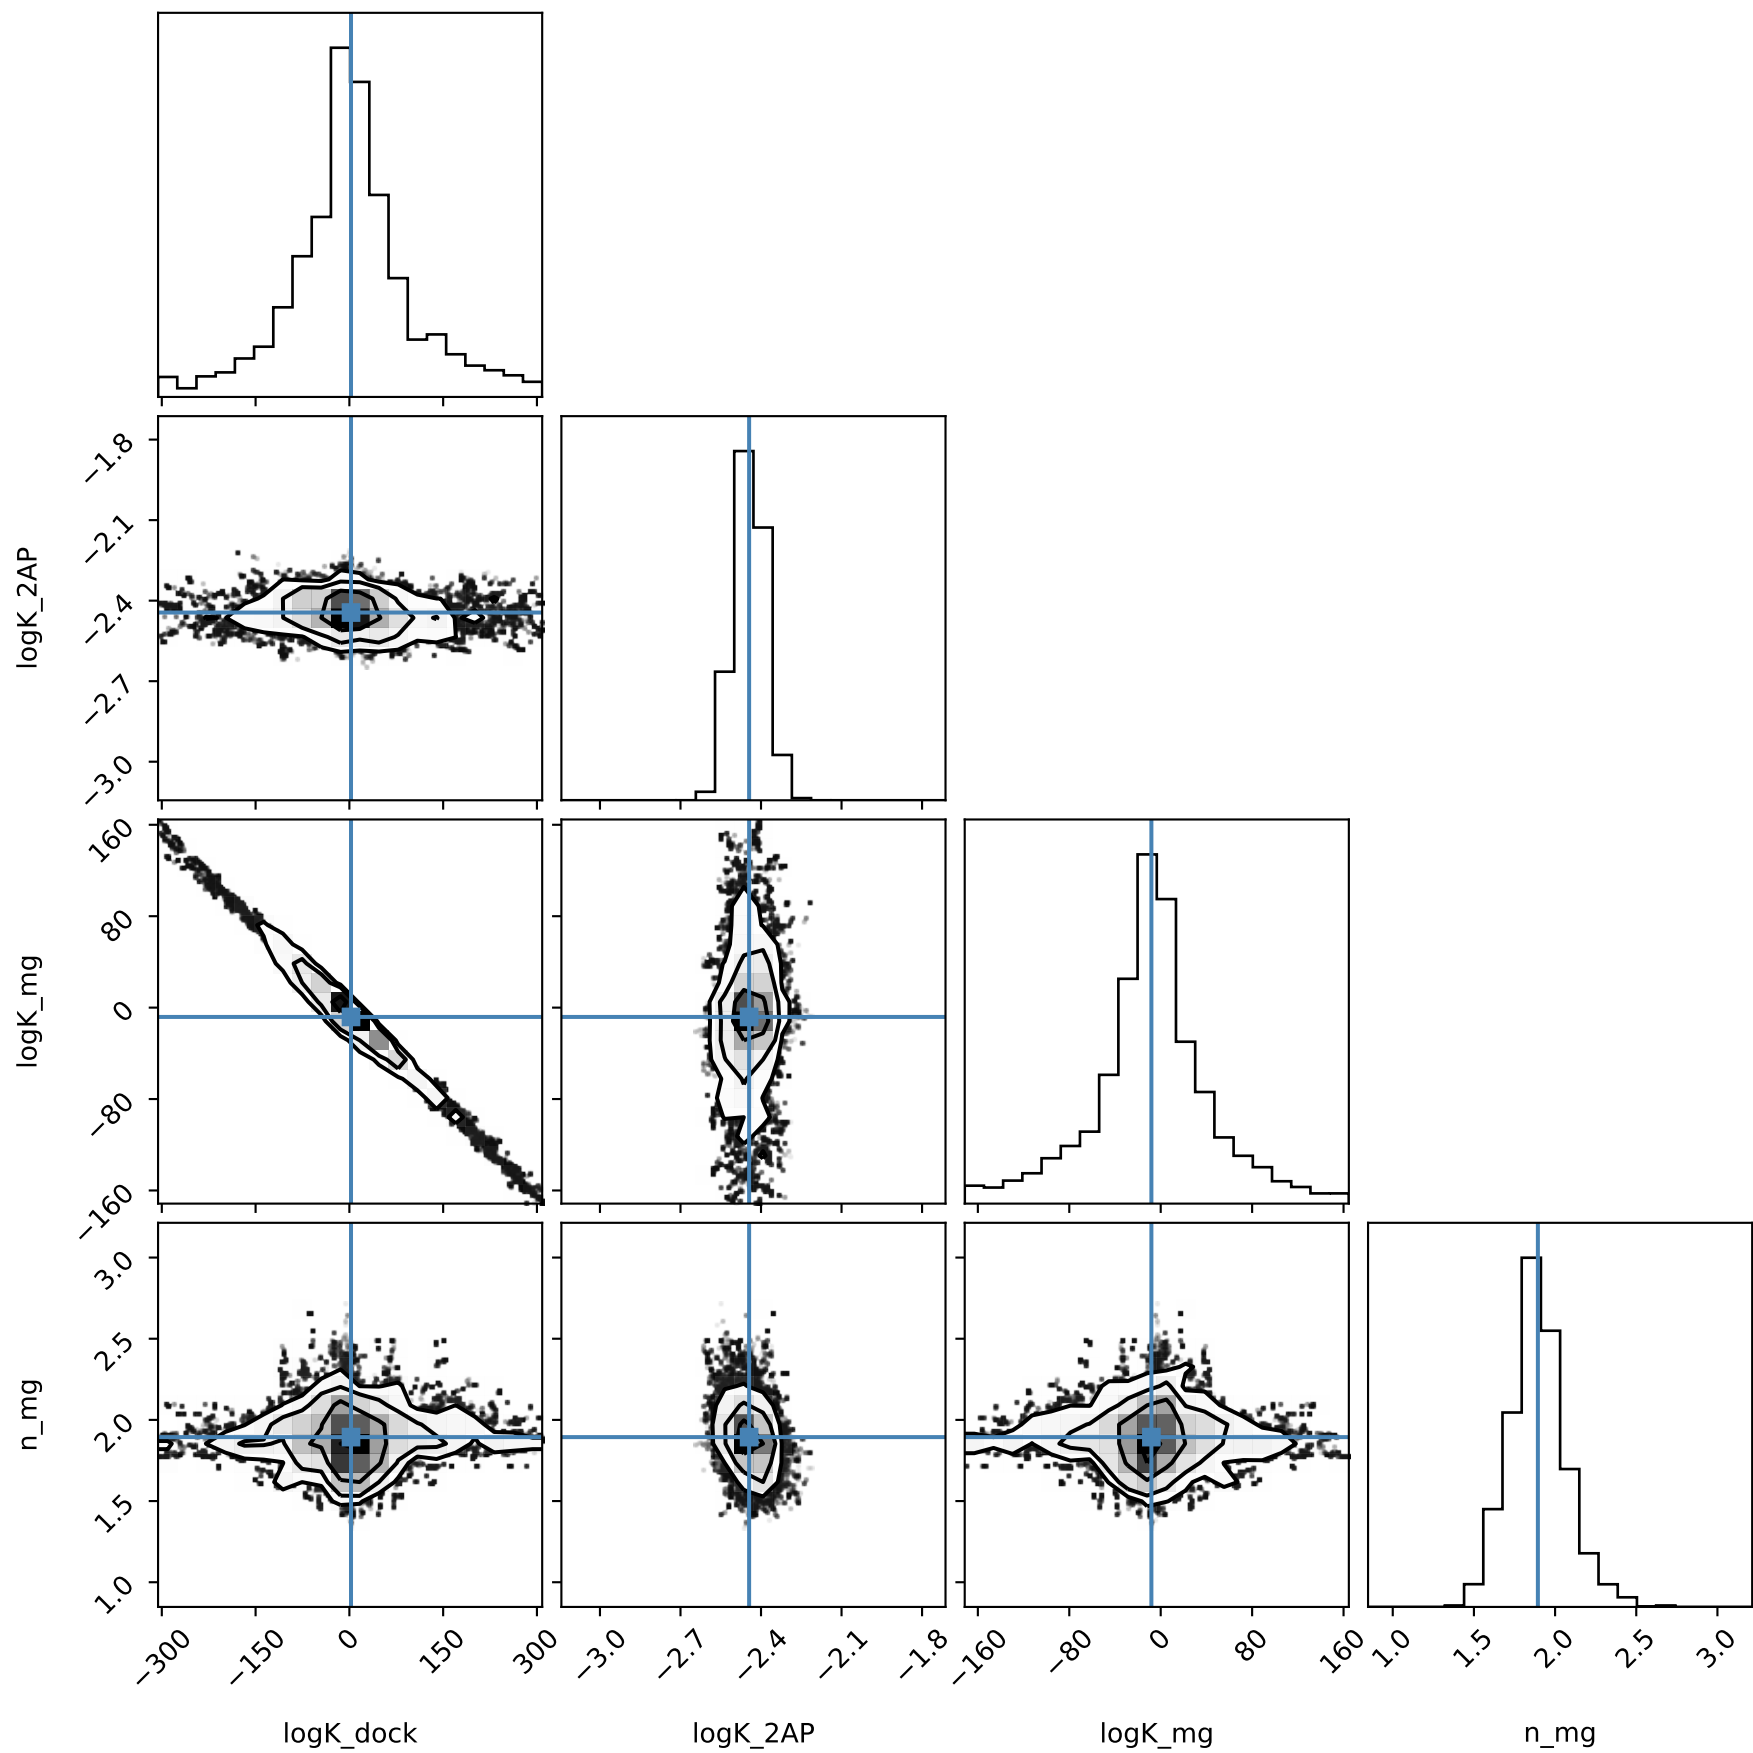 logK_2AP
−1.8
−2.1
−2.4
−2.7
−3.0
logK_mg
160
80
0
−80
−160
n_mg
3.0
2.5
2.0
1.5
1.0
−300 −150 0 150 300
−3.0 −2.7 −2.4 −2.1 −1.8
−160 −80 0 80 160
1.0 1.5 2.0 2.5 3.0
logK_dock logK_2AP logK_mg n_mg